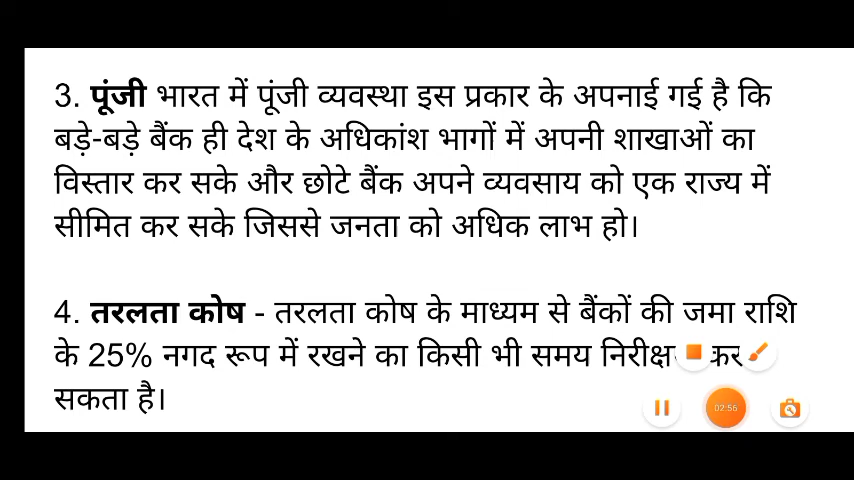 3. पूंजी भारत में पूंजी व्यवस्था इस प्रकार के अपनाई गई है कि
बड़े-बड़े बैंक ही देश के अधिकांश भागों में अपनी शाखाओं का
विस्तार कर सके और छोटे बैंक अपने व्यवसाय को एक राज्य में
सीमित कर सके जिससे जनता को अधिक लाभ हो।
4. तरलता कोष - तरलता कोष के माध्यम से बैंकों की जमा राशि
के 25% नगद रूप में रखने का किसी भी समय कर
सकता है।
02:56